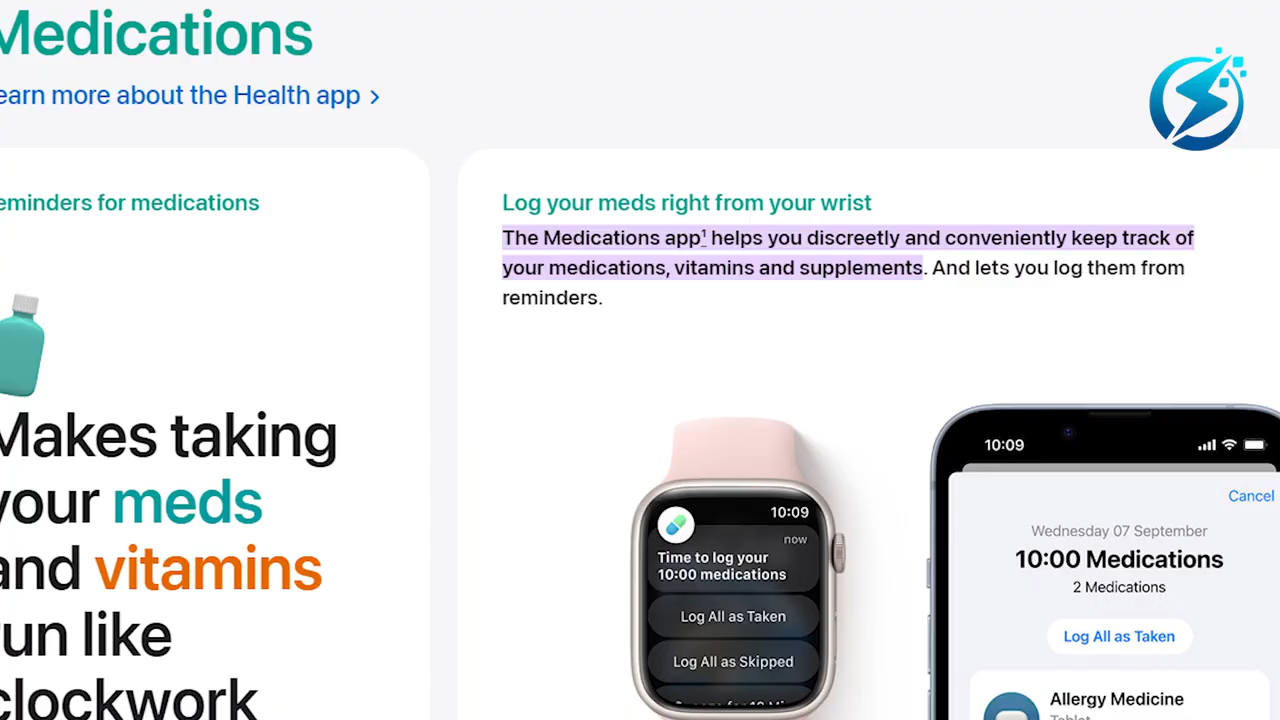 Medications
earn more about the Health app >
eminders for medications
Makes taking
your meds
and vitamins
run like
clockwork
Log your meds right from your wrist
The Medications app¹ helps you discreetly and conveniently keep track of
your medications, vitamins and supplements. And lets you log them from
reminders.
10:09
now
Time to log your
10:00 medications
Log All as Taken
Log All as Skipped
10:09
Cancel
Wednesday 07 September
10:00 Medications
2 Medications
Log All as Taken
Allergy Medicine
Tablet